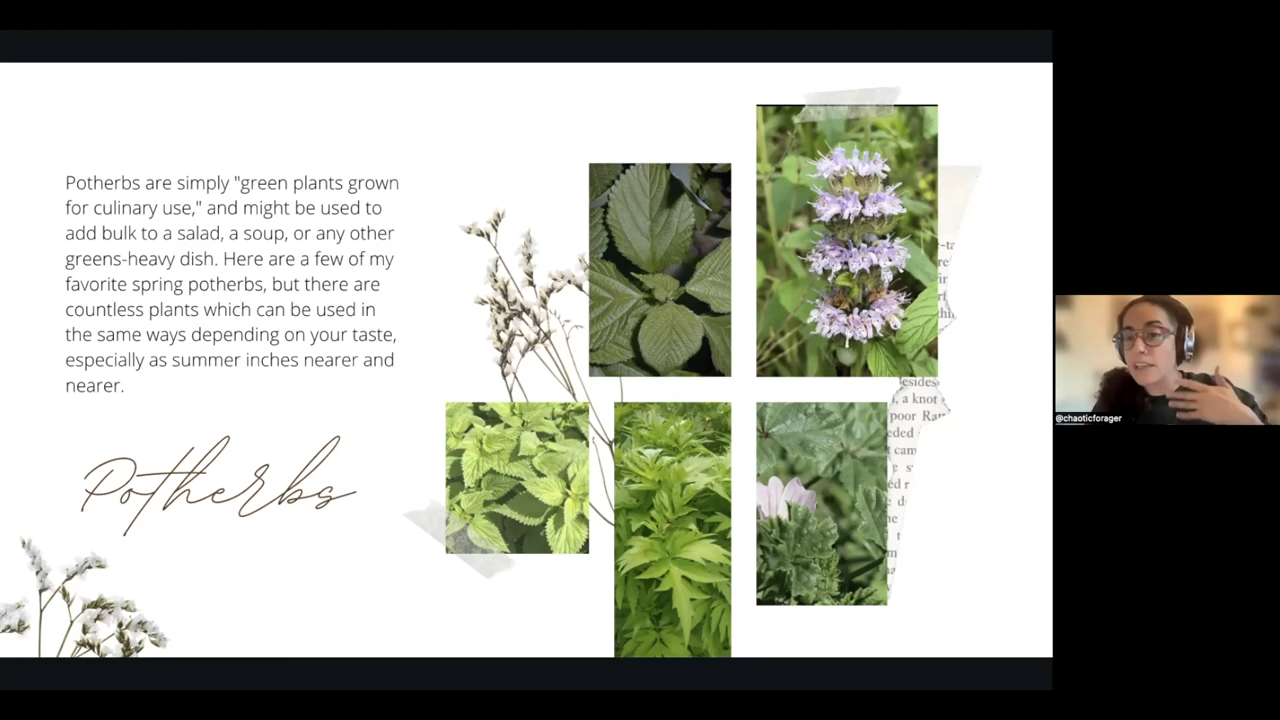 Potherbs are simply "green plants grown
for culinary use," and might be used to
add bulk to a salad, a soup, or any other
greens-heavy dish. Here are a few of my
favorite spring potherbs, but there are
countless plants which can be used in
the same ways depending on your taste,
especially as summer inches nearer and
nearer.
Potherbs
besides
, a knot
poor
@chaoticforager